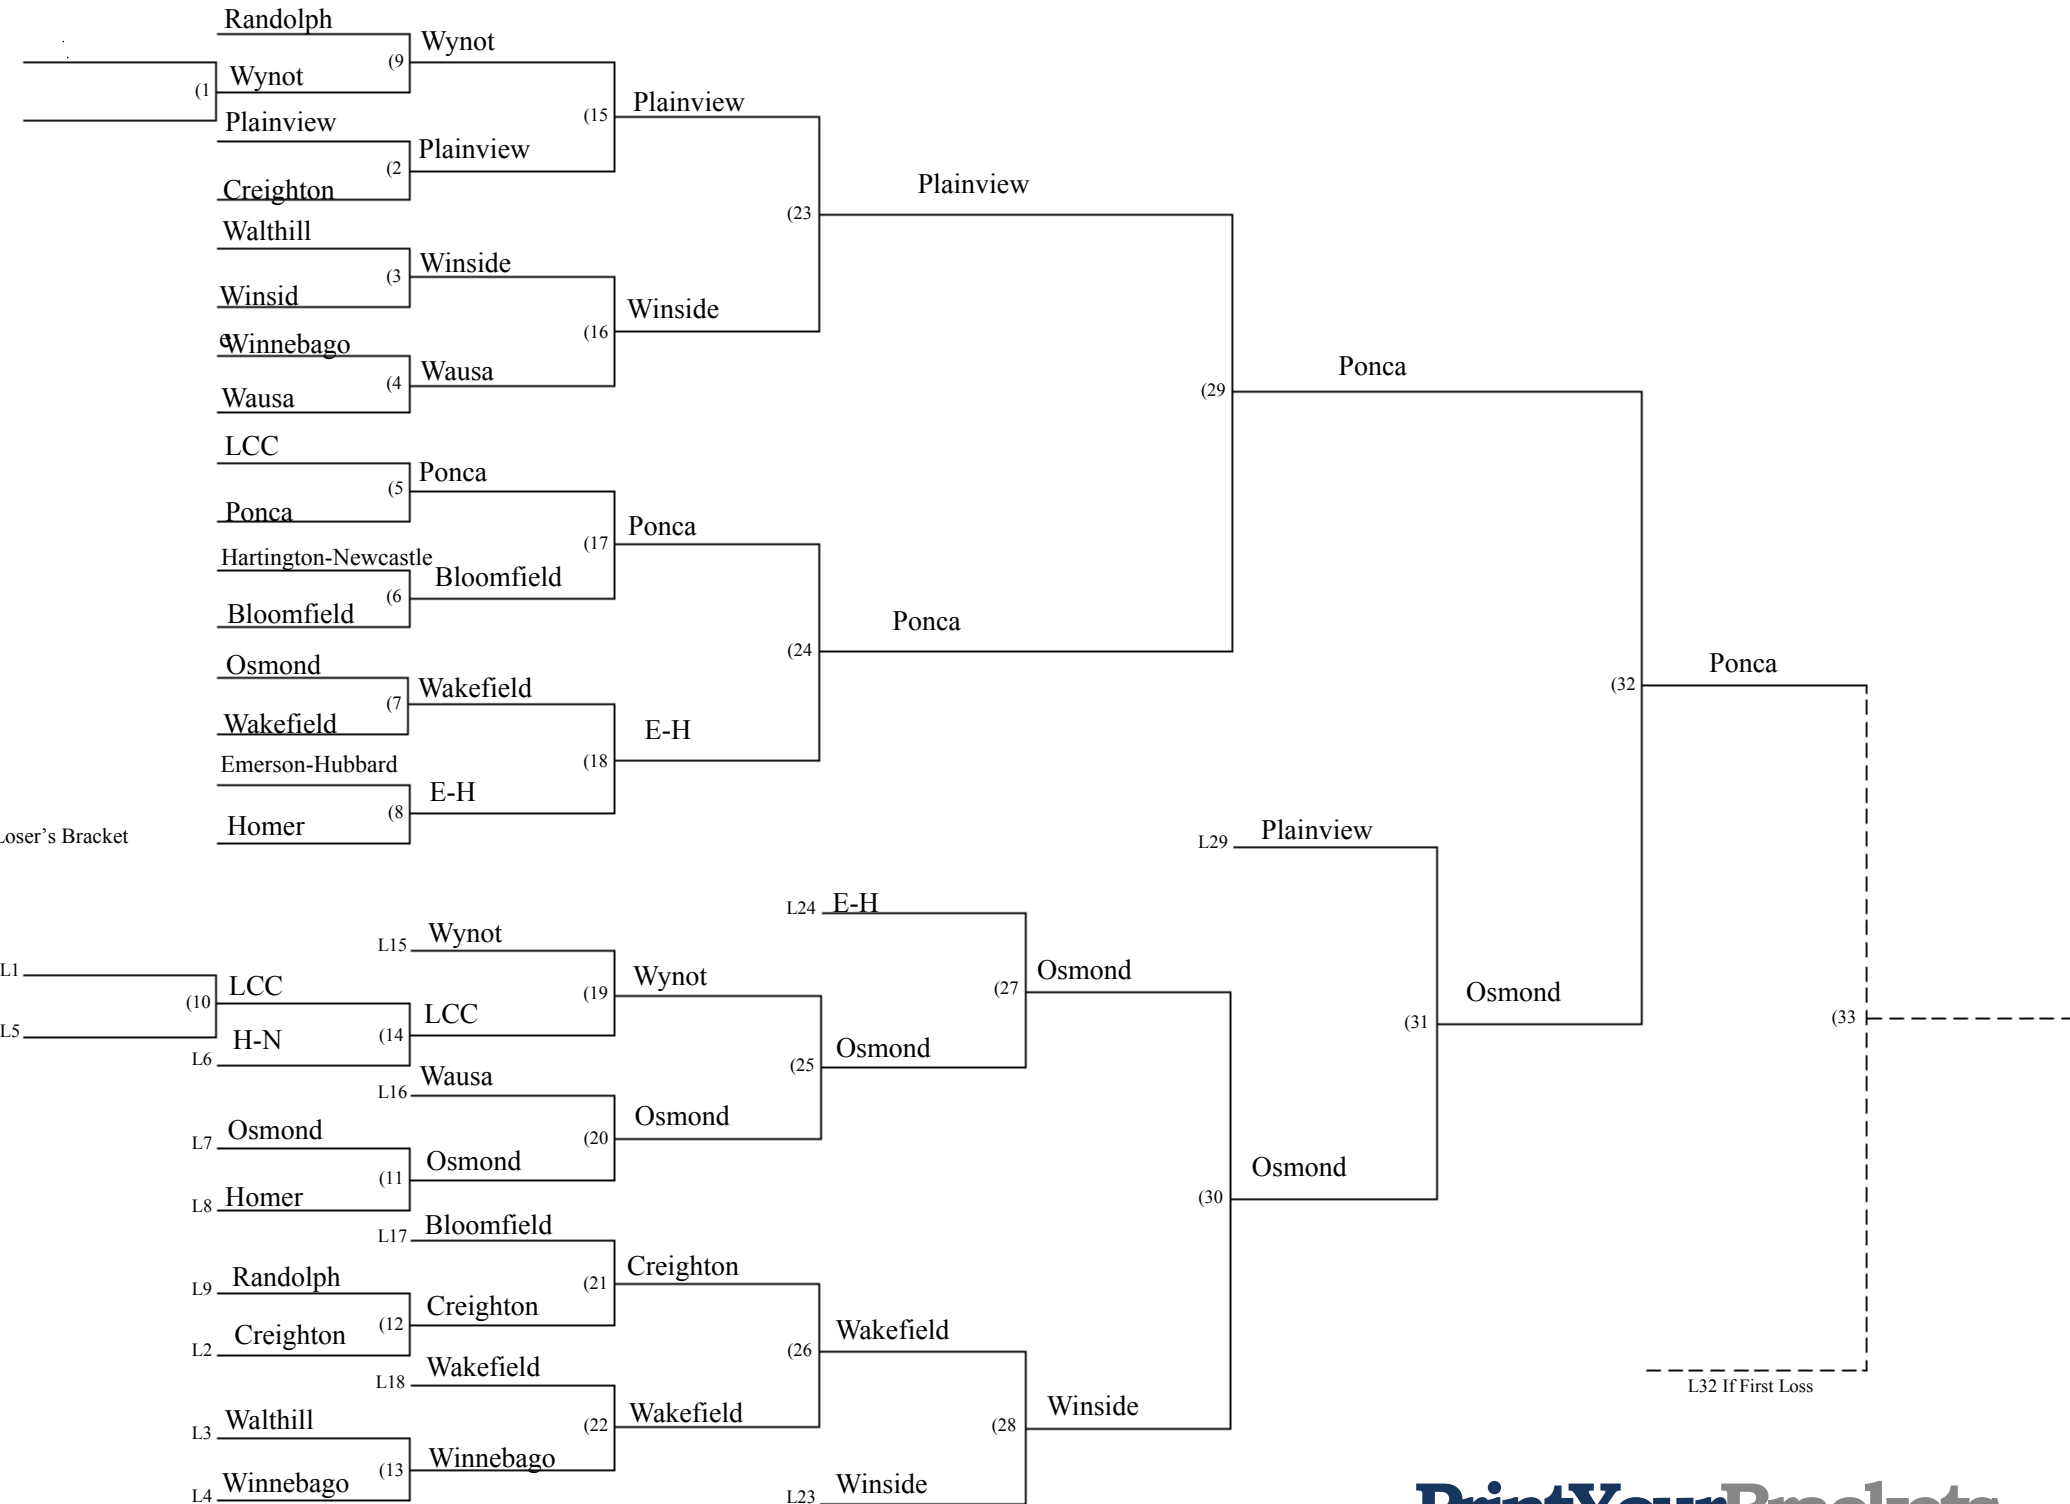 Randolph
Wynot
(9
Wynot
(1
Plainview
Plainview
(15
Plainview
(2
Creighton
Plainview
(23
Walthill
Winside
(3
Winsid
Winside
e
Winnebago
(16
Wausa
(4
Wausa
Ponca
(29
LCC
Ponca
(5
Ponca
Ponca
(17
Hartington-Newcastle
Bloomfield
(6
Bloomfield
Ponca
(24
Osmond
Wakefield
(7
Wakefield
Ponca
(32
E-H
Emerson-Hubbard
(18
E-H
(8
Homer
Loser’s Bracket
Plainview
L29
L24
E-H
Wynot
L15
L1
LCC
Wynot
Osmond
(10
(19
(27
Osmond
LCC
L5
H-N
(14
(31
(33
L6
Osmond
(25
Wausa
L16
Osmond
L7
Osmond
(20
Osmond
(11
Osmond
L8
Homer
(30
Bloomfield
L17
Creighton
Randolph
L9
(21
Creighton
(12
Creighton
L2
Wakefield
(26
Wakefield
L18
L32 If First Loss
Walthill
L3
Wakefield
(22
Winside
(28
Winnebago
(13
Winnebago
L4
Winside
L23
PrintYourBrackets